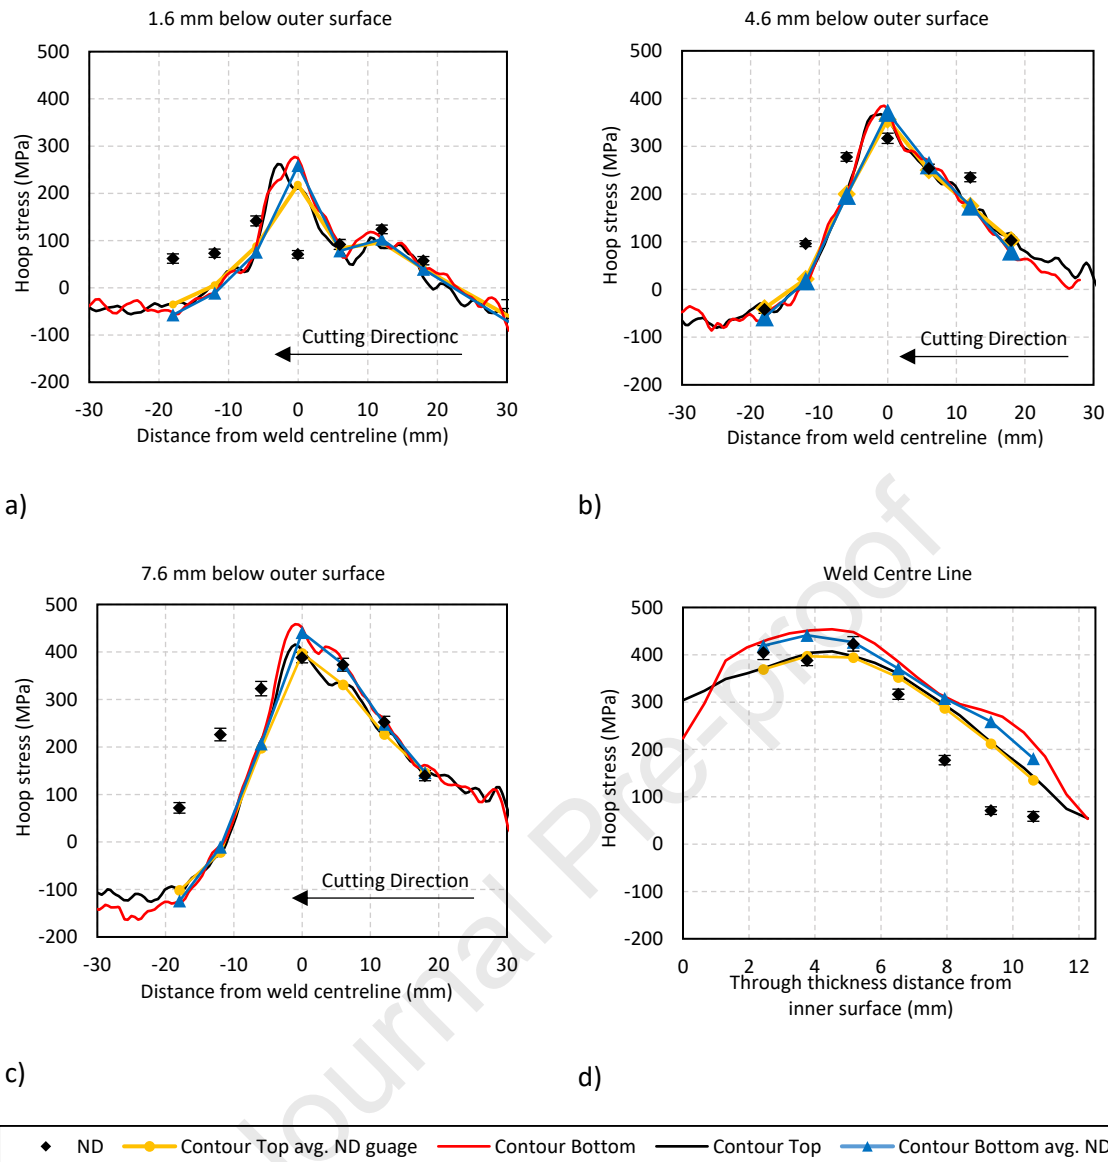 1.6 mm below outer surface
Hoop stress (MPa)
500
400
300
200
100
0
-100
-200
-30 -20 -10 0 10 20 30
Cutting Directionc
Distance from weld centreline (mm)
a)
4.6 mm below outer surface
Hoop stress (MPa)
500
400
300
200
100
0
-100
-200
-30 -20 -10 0 10 20 30
Cutting Direction
Distance from weld centreline (mm)
b)
7.6 mm below outer surface
Hoop stress (MPa)
500
400
300
200
100
0
-100
-200
-30 -20 -10 0 10 20 30
Cutting Direction
Distance from weld centreline (mm)
c)
Weld Centre Line
Hoop stress (MPa)
500
400
300
200
100
0
-100
-200
0 2 4 6 8 10 12
Through thickness distance from
inner surface (mm)
d)
ND Contour Top avg. ND guage Contour Bottom Contour Top Contour Bottom avg. ND
Journal Pre-proof